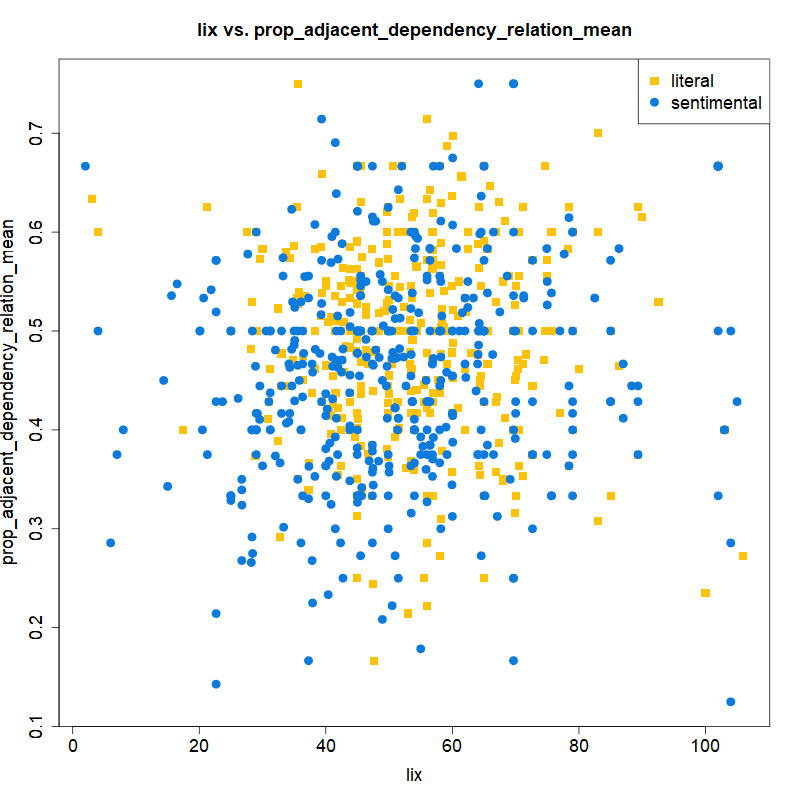 lix vs. prop_adjacent_dependency_relation_mean
literal
sentimental
prop_adjacent_dependency_relation_mean
0.7
0.6
0.5
0.4
0.3
0.2
0.1
0
20
40
60
80
100
lix